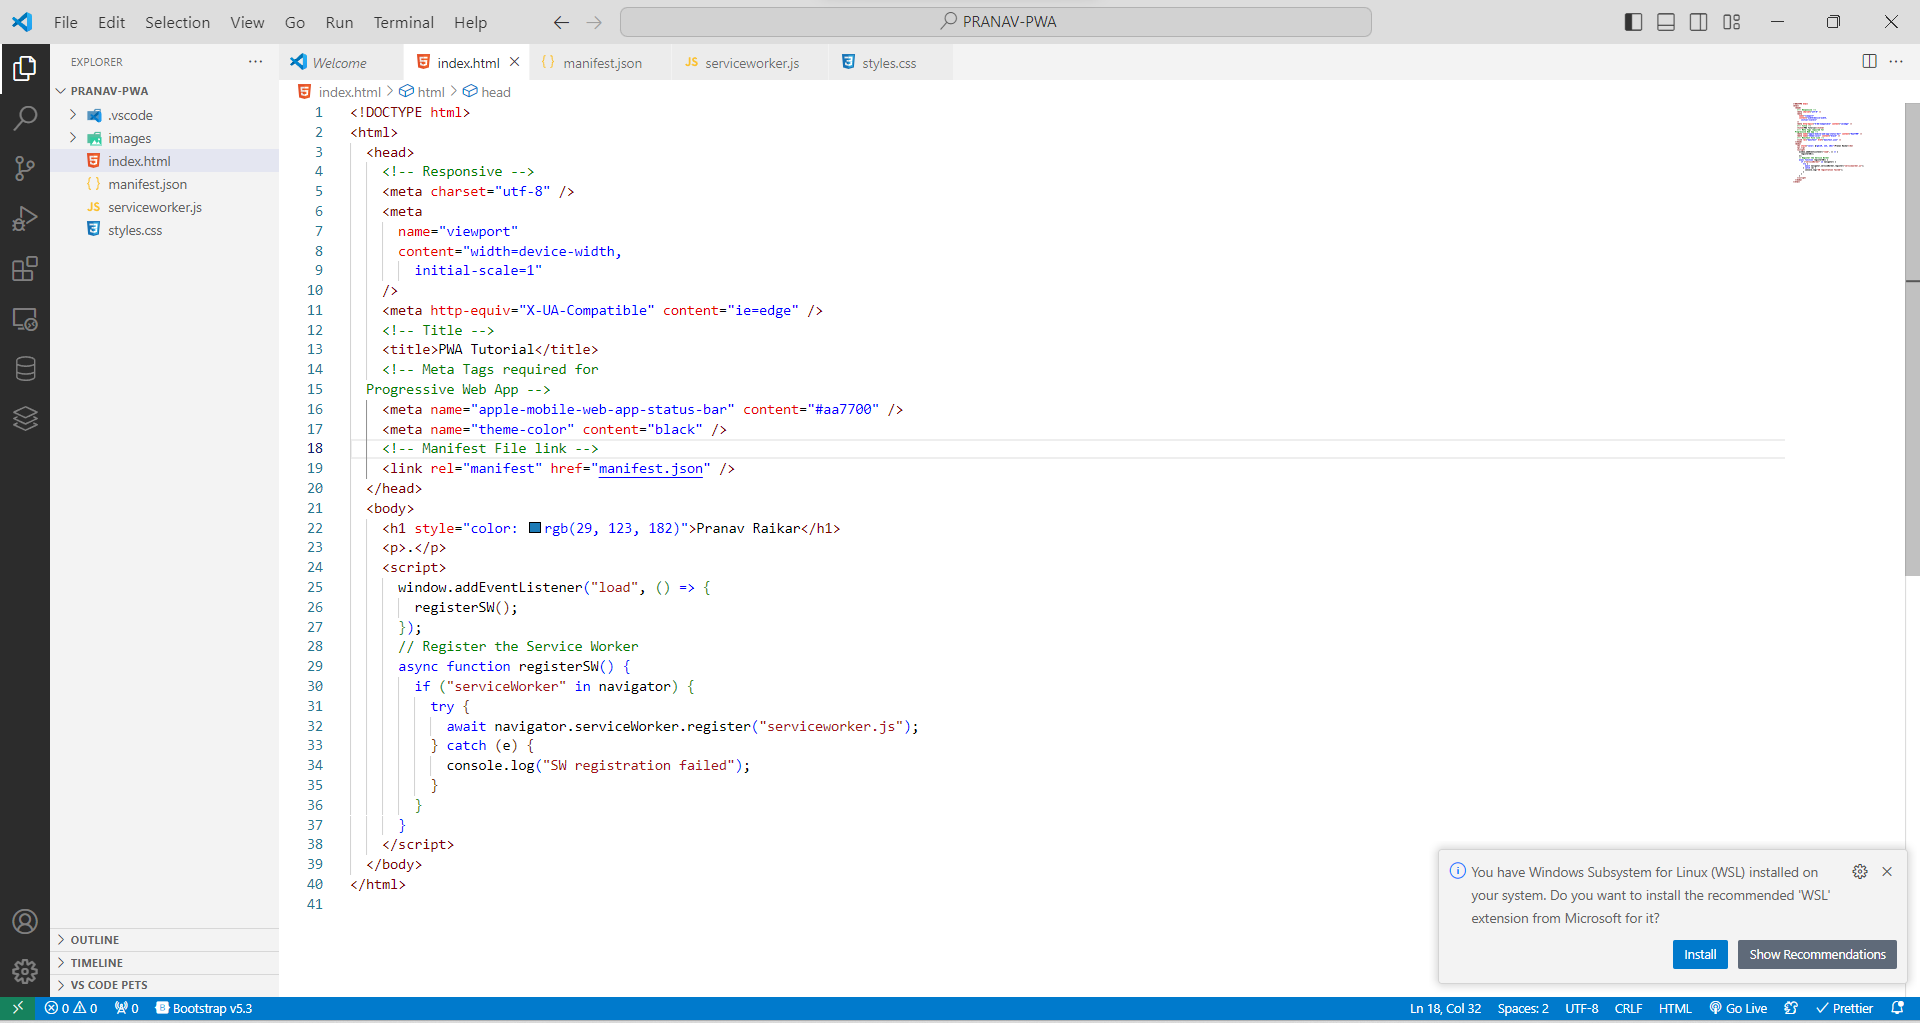 File Edit Selection View Go Run Terminal Help
PRANAV-PWA
EXPLORER
PRANAV-PWA
.vscode
images
index.html
manifest.json
serviceworker.js
styles.css
OUTLINE
TIMELINE
VS CODE PETS
Welcome index.html manifest.json JS serviceworker.js styles.css
index.html > html > head
1 <!DOCTYPE html>
2 <html>
3 <head>
4 <!-- Responsive -->
5 <meta charset="utf-8" />
6 <meta
7 name="viewport"
8 content="width=device-width,
9 initial-scale=1"
10 />
11 <meta http-equiv="X-UA-Compatible" content="ie=edge" />
12 <!-- Title -->
13 <title>PWA Tutorial</title>
14 <!-- Meta Tags required for
15 Progressive Web App -->
16 <meta name="apple-mobile-web-app-status-bar" content="#aa7700" />
17 <meta name="theme-color" content="black" />
18 <!-- Manifest File link -->
19 <link rel="manifest" href="manifest.json" />
20 </head>
21 <body>
22 <h1 style="color: rgb(29, 123, 182)">Pranav Raikar</h1>
23 <p>.</p>
24 <script>
25 window.addEventListener("load", () => {
26 registerSW();
27 });
28 // Register the Service Worker
29 async function registerSW() {
30 if ("serviceWorker" in navigator) {
31 try {
32 await navigator.serviceWorker.register("serviceworker.js");
33 } catch (e) {
34 console.log("SW registration failed");
35 }
36 }
37 }
38 </script>
39 </body>
40 </html>
41
You have Windows Subsystem for Linux (WSL) installed on
your system. Do you want to install the recommended 'WSL'
extension from Microsoft for it?
Install Show Recommendations
0 0 0 Bootstrap v5.3 Ln 18, Col 32 Spaces: 2 UTF-8 CRLF HTML Go Live Prettier